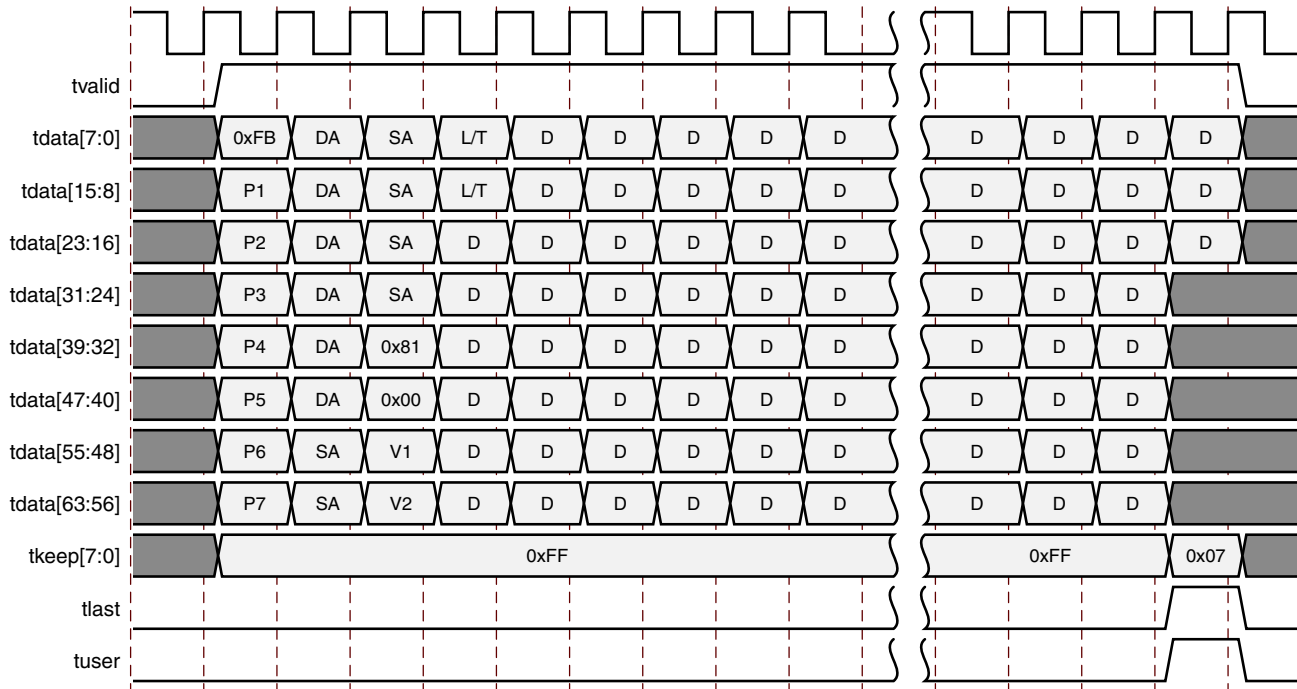 tvalid
tdata[7:0] 0xFB DA SA L/T D D D D D D D D D
tdata[15:8] P1 DA SA L/T D D D D D D D D D
tdata[23:16] P2 DA SA D D D D D D D D D D
tdata[31:24] P3 DA SA D D D D D D D D D
tdata[39:32] P4 DA 0x81 D D D D D D D D D
tdata[47:40] P5 DA 0x00 D D D D D D D D D
tdata[55:48] P6 SA V1 D D D D D D D D D
tdata[63:56] P7 SA V2 D D D D D D D D D
tkeep[7:0] 0xFF 0xFF 0x07
tlast
tuser